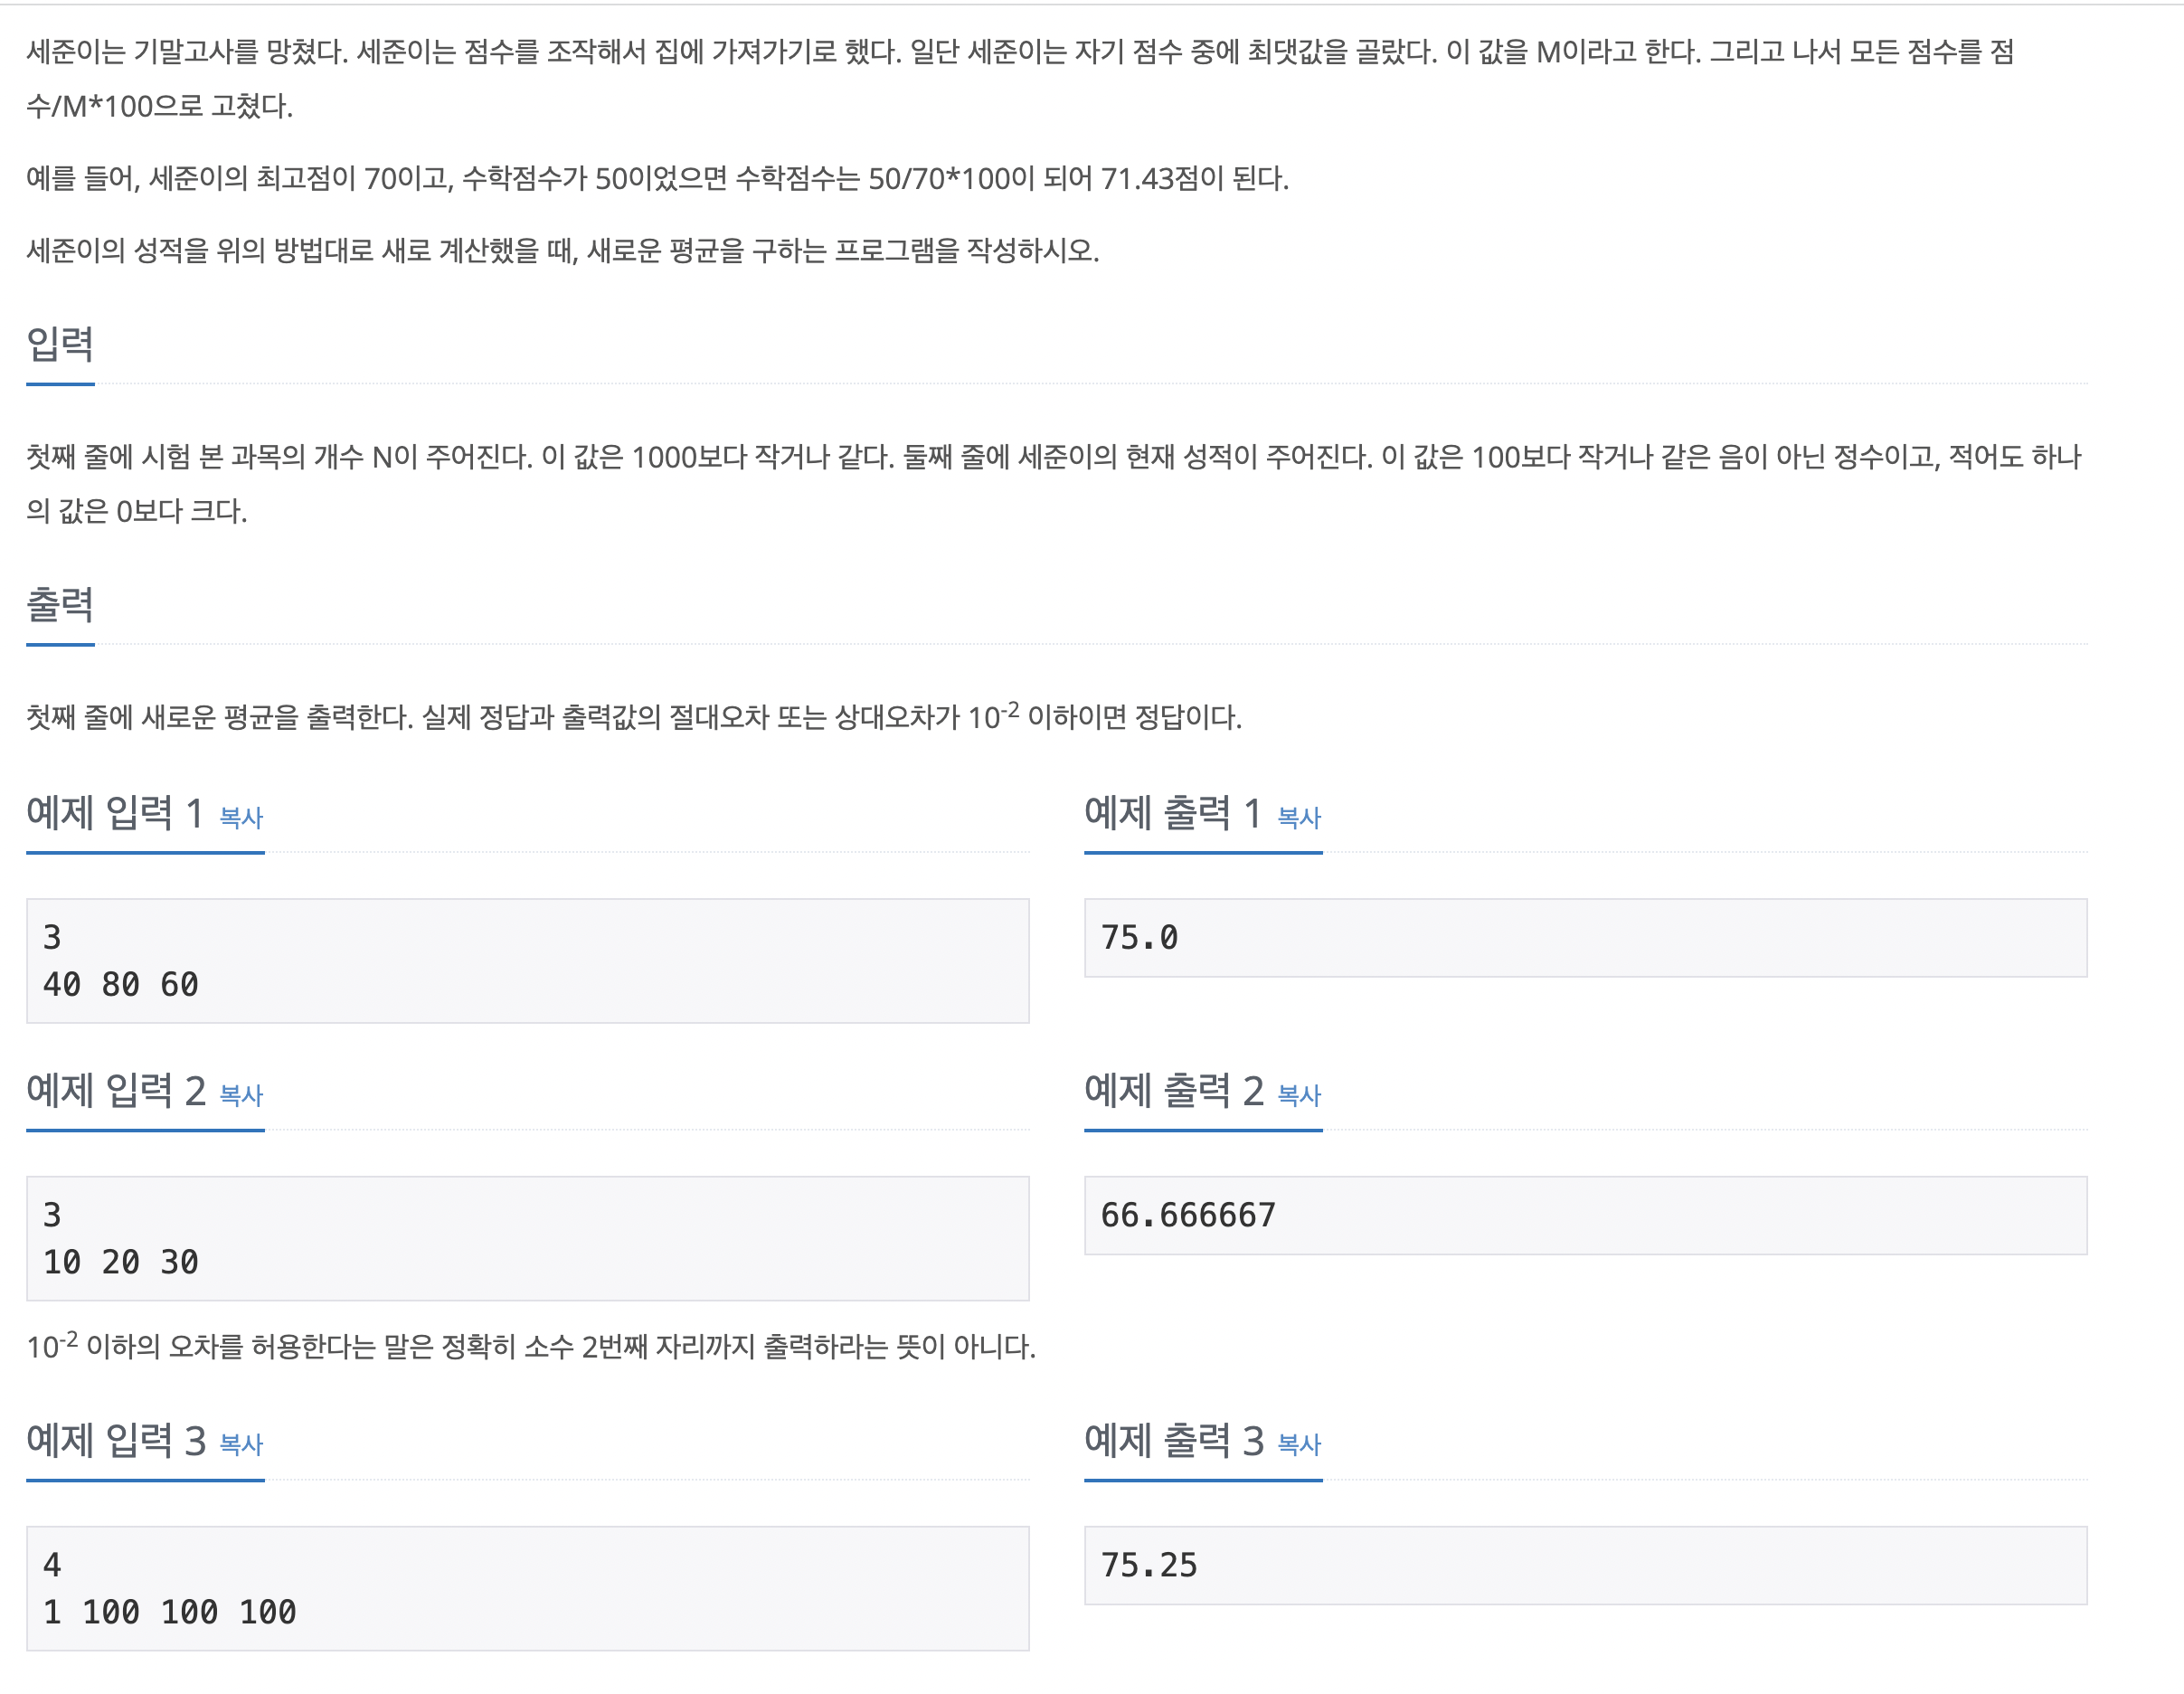 세준이는 기말고사를 망쳤다. 세준이는 점수를 조작해서 집에 가져가기로 했다. 일단 세준이는 자기 점수 중에 최댓값을 골랐다. 이 값을 M이라고 한다. 그리고 나서 모든 점수를 점
수/M*100으로 고쳤다.
예를 들어, 세준이의 최고점이 70이고, 수학점수가 50이었으면 수학점수는 50/70*100이 되어 71.43점이 된다.
세준이의 성적을 위의 방법대로 새로 계산했을 때, 새로운 평균을 구하는 프로그램을 작성하시오.
입력
첫째 줄에 시험 본 과목의 개수 N이 주어진다. 이 값은 1000보다 작거나 같다. 둘째 줄에 세준이의 현재 성적이 주어진다. 이 값은 100보다 작거나 같은 음이 아닌 정수이고, 적어도 하나
의 값은 0보다 크다.
출력
첫째 줄에 새로운 평균을 출력한다. 실제 정답과 출력값의 절대오차 또는 상대오차가 10-2 이하이면 정답이다.
예제 입력 1 복사
3
40 80 60
예제 출력 1 복사
75.0
예제 입력 2 복사
3
10 20 30
예제 출력 2 복사
66.666667
10-2 이하의 오차를 허용한다는 말은 정확히 소수 2번째 자리까지 출력하라는 뜻이 아니다.
예제 입력 3 복사
4
1 100 100 100
예제 출력 3 복사
75.25